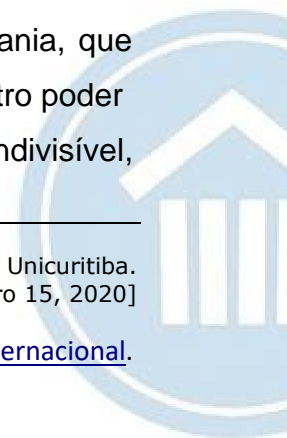 ania, que
tro poder
ndivisível,
Unicuritiba.
ro 15, 2020]
ernacional.